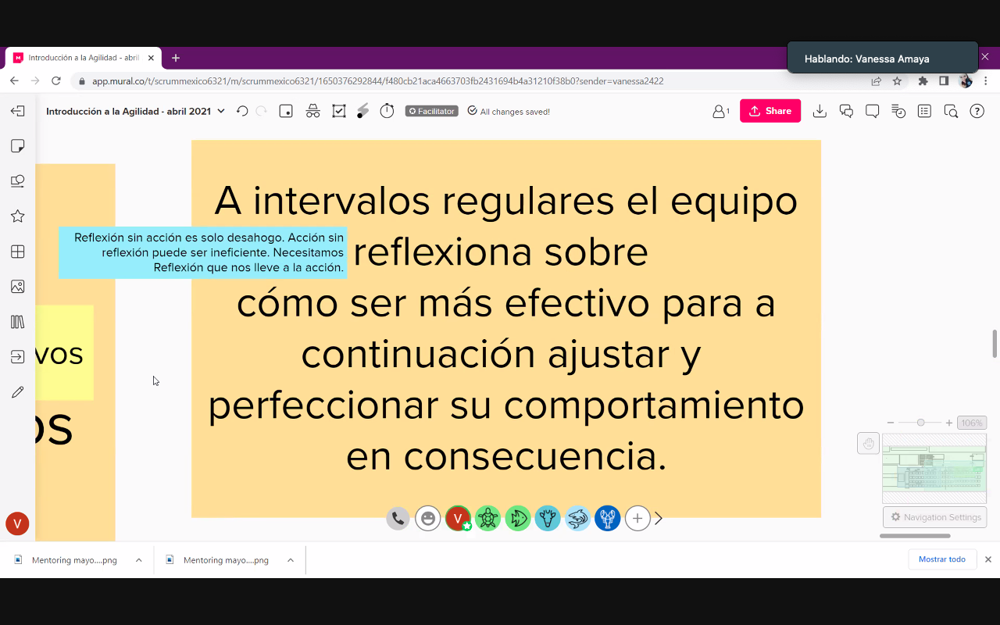 Introducción a la Agilidad - abril
Hablando: Vanessa Amaya
app.mural.co/t/scrummexico6321/m/scrummexico6321/1650376292844/f480cb21aca4663703fb2431694b4a31210f38b0?sender=vanessa2422
Introducción a la Agilidad - abril 2021
Facilitator
All changes saved!
1
Share
A intervalos regulares el equipo
reflexiona sobre
cómo ser más efectivo para a
continuación ajustar y
perfeccionar su comportamiento
en consecuencia.
Reflexión sin acción es solo desahogo. Acción sin
reflexión puede ser ineficiente. Necesitamos
Reflexión que nos lleve a la acción.
vos
os
106%
Navigation Settings
V
V
Mentoring mayo....png
Mentoring mayo....png
Mostrar todo